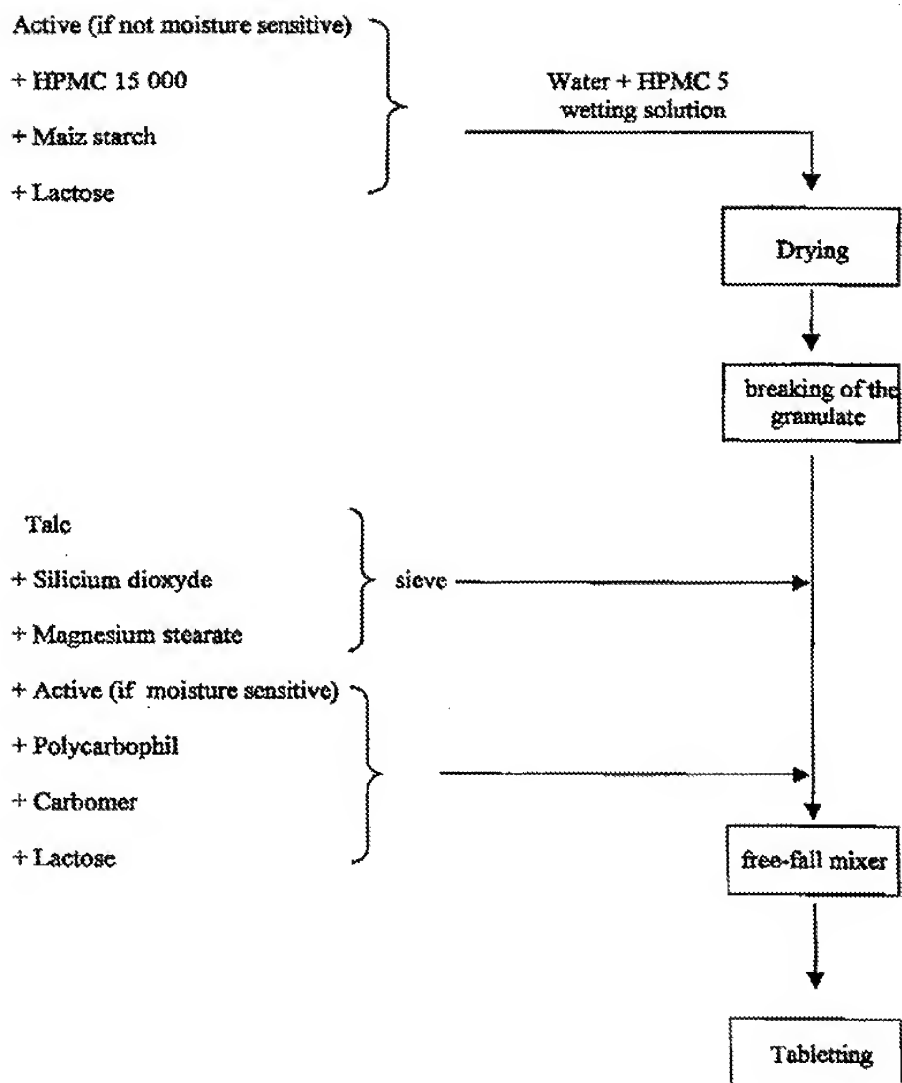 Active (if not moisture sensitive)
+ HPMC 15 000
+ Maiz starch
+ Lactose
Water + HPMC 5
wetting solution
Drying
breaking of the
granulate
Talc
+ Silicium dioxyde
+ Magnesium stearate
sieve
+ Active (if moisture sensitive)
+ Polycarbophil
+ Carbomer
+ Lactose
free-fall mixer
Tabletting